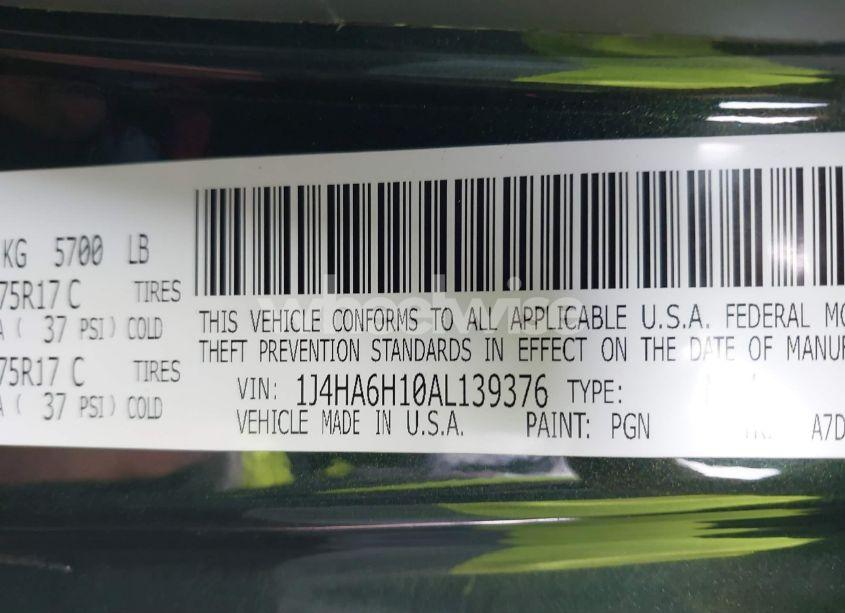 KG 5700 LB
75R17 C TIRES
A ( 37 PSI) COLD
75R17 C TIRES
A ( 37 PSI) COLD
THIS VEHICLE CONFORMS TO ALL APPLICABLE U.S.A. FEDERAL MO
THEFT PREVENTION STANDARDS IN EFFECT ON THE DATE OF MANUF
VIN: 1J4HA6H10AL139376 TYPE:
VEHICLE MADE IN U.S.A. PAINT: PGN A7D
wheelwise